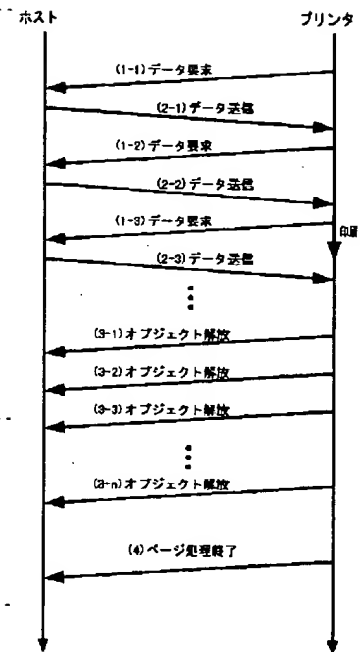 ホスト
プリンタ
(1-1)データ要求
(2-1)データ送信
(1-2)データ要求
(2-2)データ送信
(1-3)データ要求
印刷
(2-3)データ送信
(3-1)オブジェクト解放
(3-2)オブジェクト解放
(3-3)オブジェクト解放
(3-n)オブジェクト解放
(4)ページ処理終了